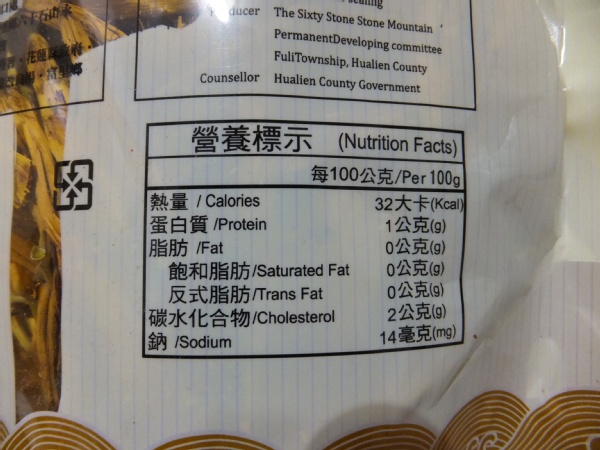 Producer The Sixty Stone Stone Mountain
PermanentDeveloping committee
FuliTownship, Hualien County
Counsellor Hualien County Government
營養標示 (Nutrition Facts)
每100公克/Per 100g
熱量 / Calories 32大卡(Kcal)
蛋白質 /Protein 1公克(g)
脂肪 /Fat 0公克(g)
飽和脂肪/Saturated Fat 0公克(g)
反式脂肪/Trans Fat 0公克(g)
碳水化合物/Cholesterol 2公克(g)
鈉 /Sodium 14毫克(mg)